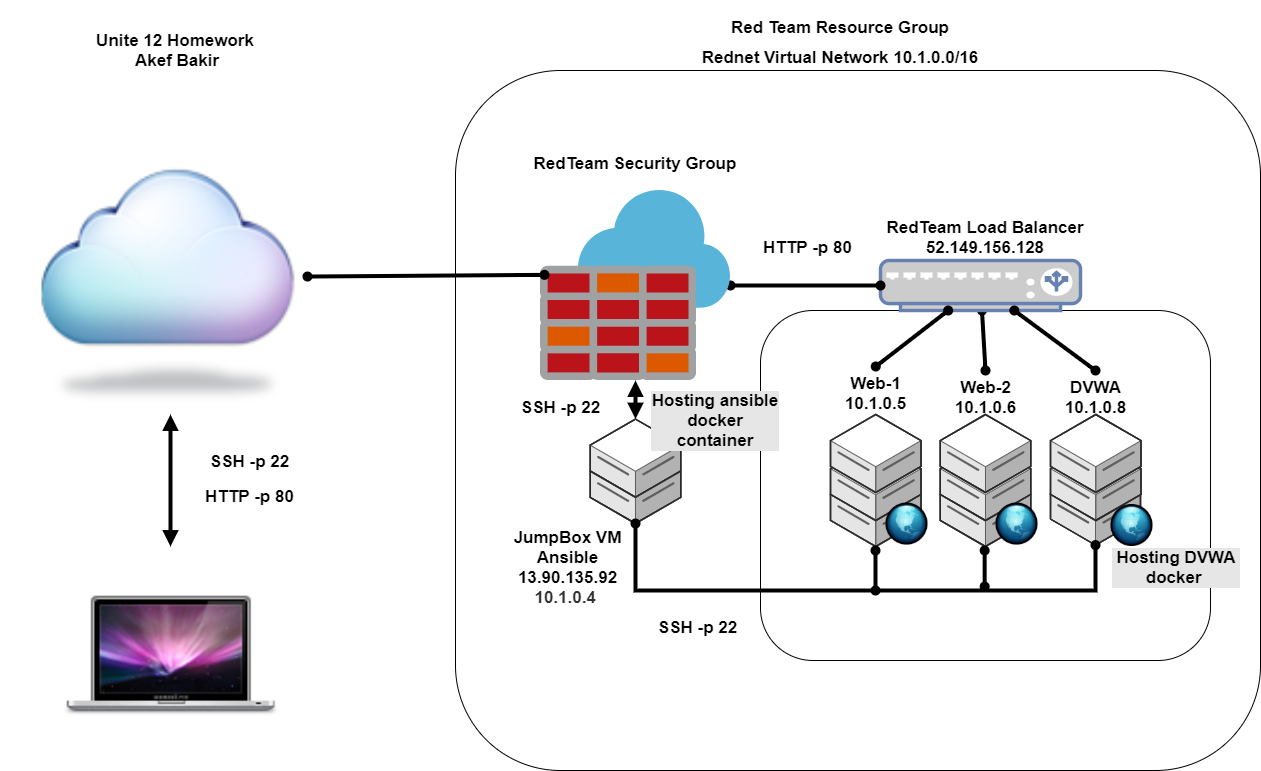 Unite 12 Homework
Akef Bakir
Red Team Resource Group
Rednet Virtual Network 10.1.0.0/16
RedTeam Security Group
HTTP -p 80
RedTeam Load Balancer
52.149.156.128
SSH -p 22
Hosting ansible
docker
container
Web-1
10.1.0.5
Web-2
10.1.0.6
DVWA
10.1.0.8
SSH -p 22
HTTP -p 80
JumpBox VM
Ansible
13.90.135.92
10.1.0.4
Hosting DVWA
docker
SSH -p 22